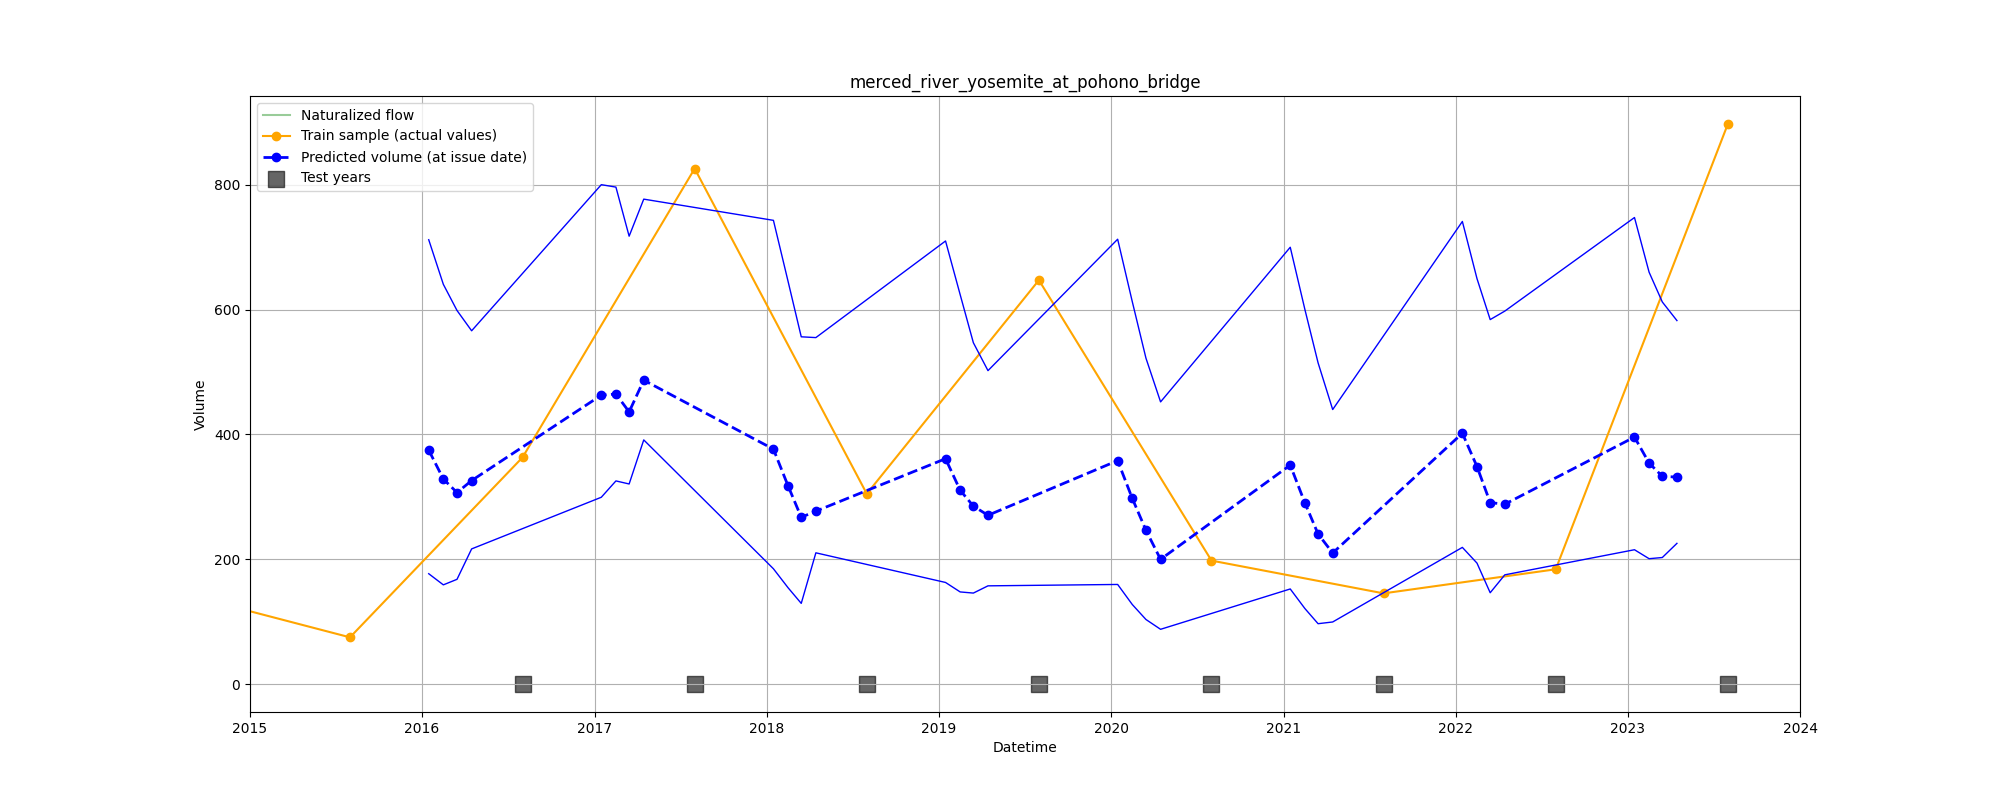 merced_river_yosemite_at_pohono_bridge
Naturalized flow
Train sample (actual values)
Predicted volume (at issue date)
Test years
800
600
400
200
0
Volume
2015 2016 2017 2018 2019 2020 2021 2022 2023 2024
Datetime